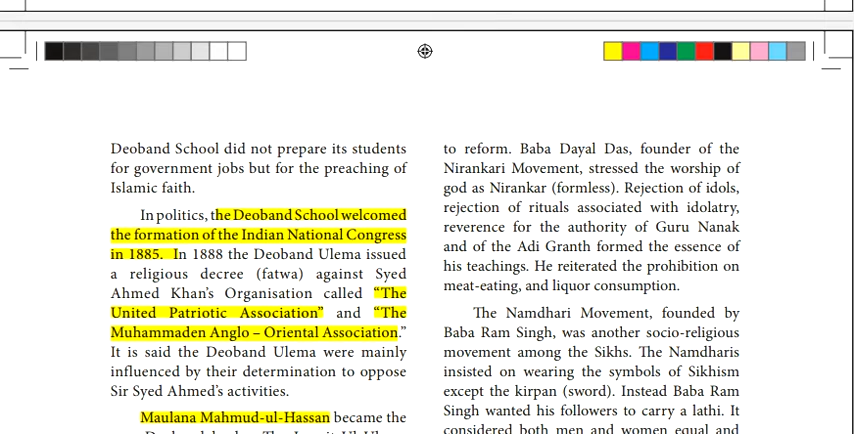 Deoband School did not prepare its students
for government jobs but for the preaching of
Islamic faith.
In politics, the Deoband School welcomed
the formation of the Indian National Congress
in 1885. In 1888 the Deoband Ulema issued
a religious decree (fatwa) against Syed
Ahmed Khan’s Organisation called “The
United Patriotic Association” and “The
Muhammaden Anglo – Oriental Association.”
It is said the Deoband Ulema were mainly
influenced by their determination to oppose
Sir Syed Ahmed’s activities.
Maulana Mahmud-ul-Hassan became the
to reform. Baba Dayal Das, founder of the
Nirankari Movement, stressed the worship of
god as Nirankar (formless). Rejection of idols,
rejection of rituals associated with idolatry,
reverence for the authority of Guru Nanak
and of the Adi Granth formed the essence of
his teachings. He reiterated the prohibition on
meat-eating, and liquor consumption.
The Namdhari Movement, founded by
Baba Ram Singh, was another socio-religious
movement among the Sikhs. The Namdharis
insisted on wearing the symbols of Sikhism
except the kirpan (sword). Instead Baba Ram
Singh wanted his followers to carry a lathi. It
considered both men and women equal and